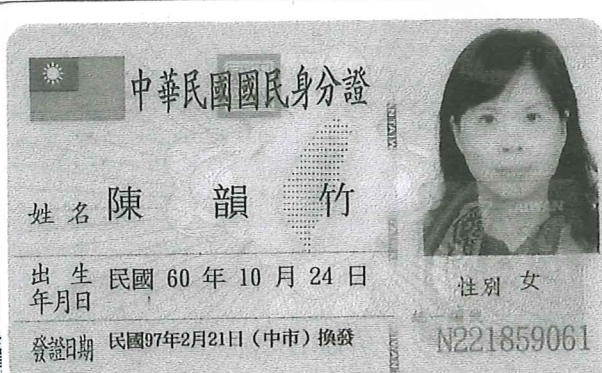 中華民國國民身分證
姓名 陳 韻 竹
出生年月日 民國 60 年 10 月 24 日
性別 女
發證日期 民國97年2月21日（中市）換發
N221859061